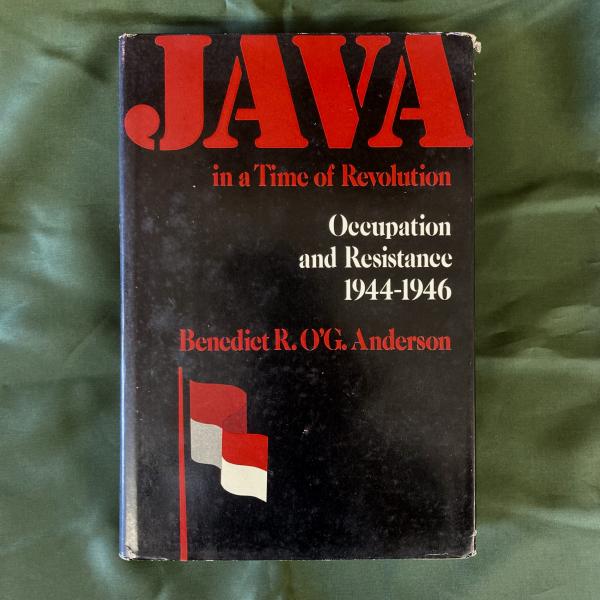 JAVA
in a Time of Revolution
Occupation
and Resistance
1944-1946
Benedict R. O'G. Anderson